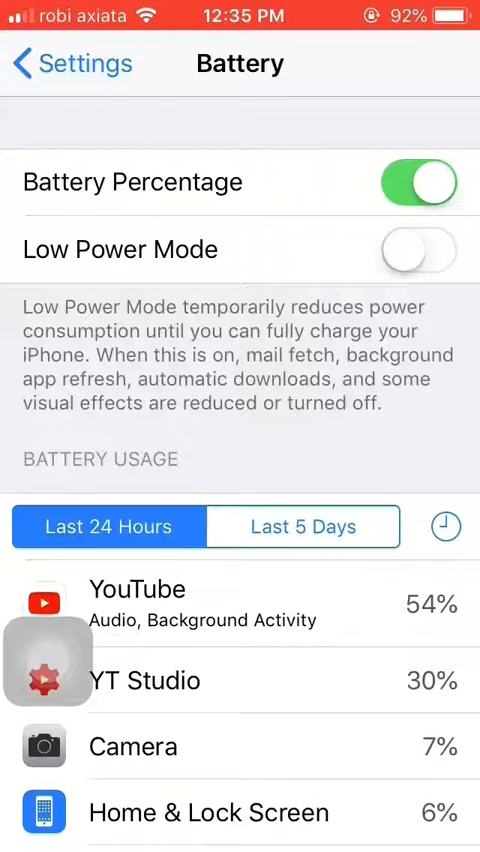 robi axiata 12:35 PM 92%
Settings Battery
Battery Percentage
Low Power Mode
Low Power Mode temporarily reduces power
consumption until you can fully charge your
iPhone. When this is on, mail fetch, background
app refresh, automatic downloads, and some
visual effects are reduced or turned off.
BATTERY USAGE
Last 24 Hours Last 5 Days
YouTube 54%
Audio, Background Activity
YT Studio 30%
Camera 7%
Home & Lock Screen 6%